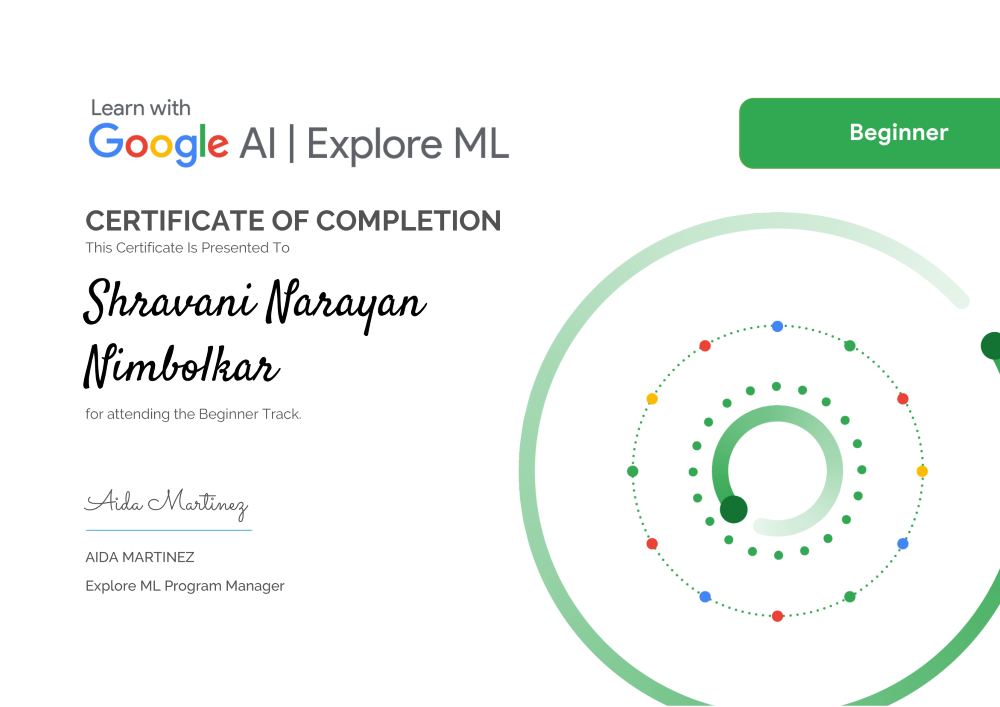 Learn with
Google AI | Explore ML
Beginner
CERTIFICATE OF COMPLETION
This Certificate Is Presented To
Shravani Narayan
Nimbolkar
for attending the Beginner Track.
Aida Martinez
AIDA MARTINEZ
Explore ML Program Manager